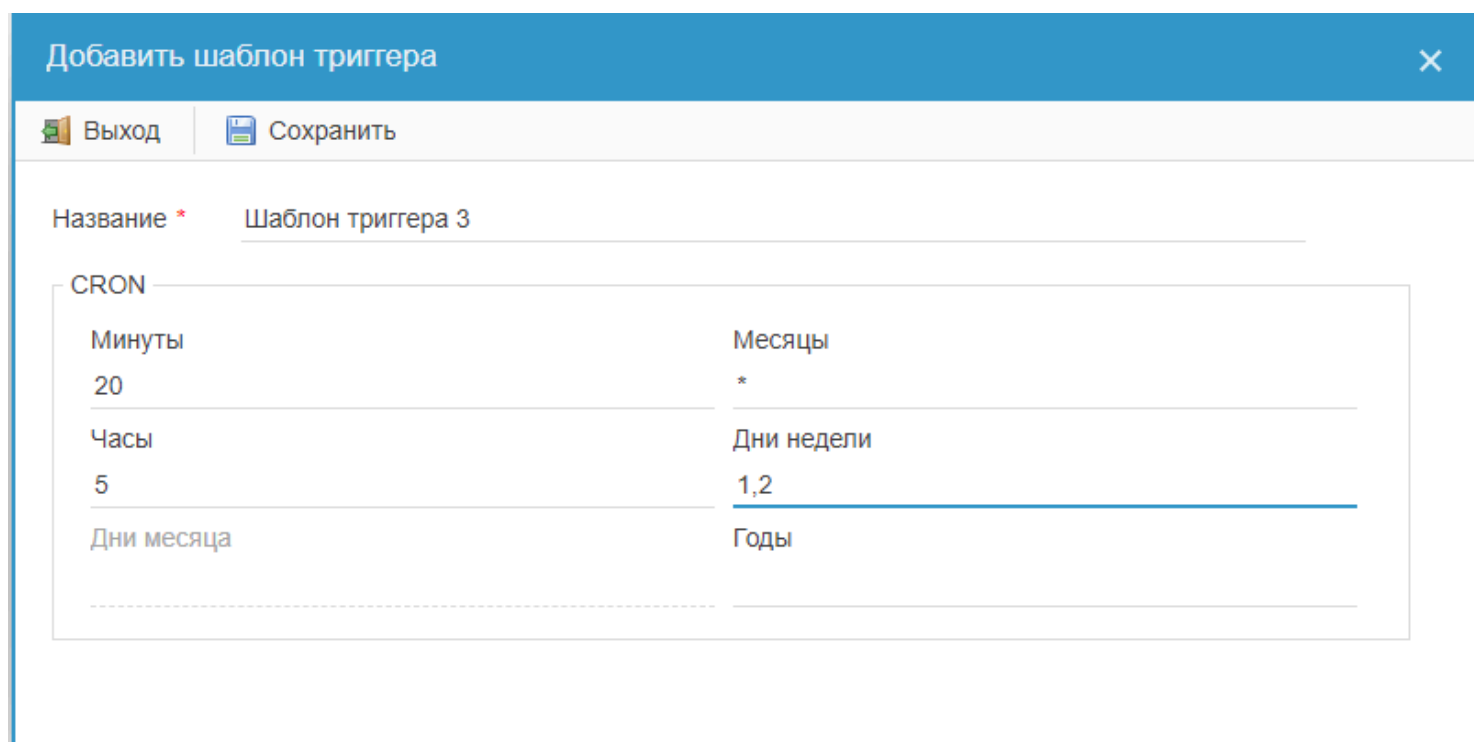 Добавить шаблон триггера
Выход Сохранить
Название * Шаблон триггера 3
CRON
Минуты Месяцы
20 *
Часы Дни недели
5 1,2
Дни месяца Годы